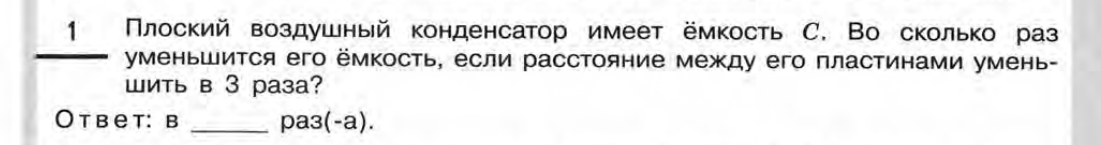 1 Плоский воздушный конденсатор имеет ёмкость C. Во сколько раз
уменьшится его ёмкость, если расстояние между его пластинами умень-
шить в 3 раза?
Ответ: в ______ раз(-а).